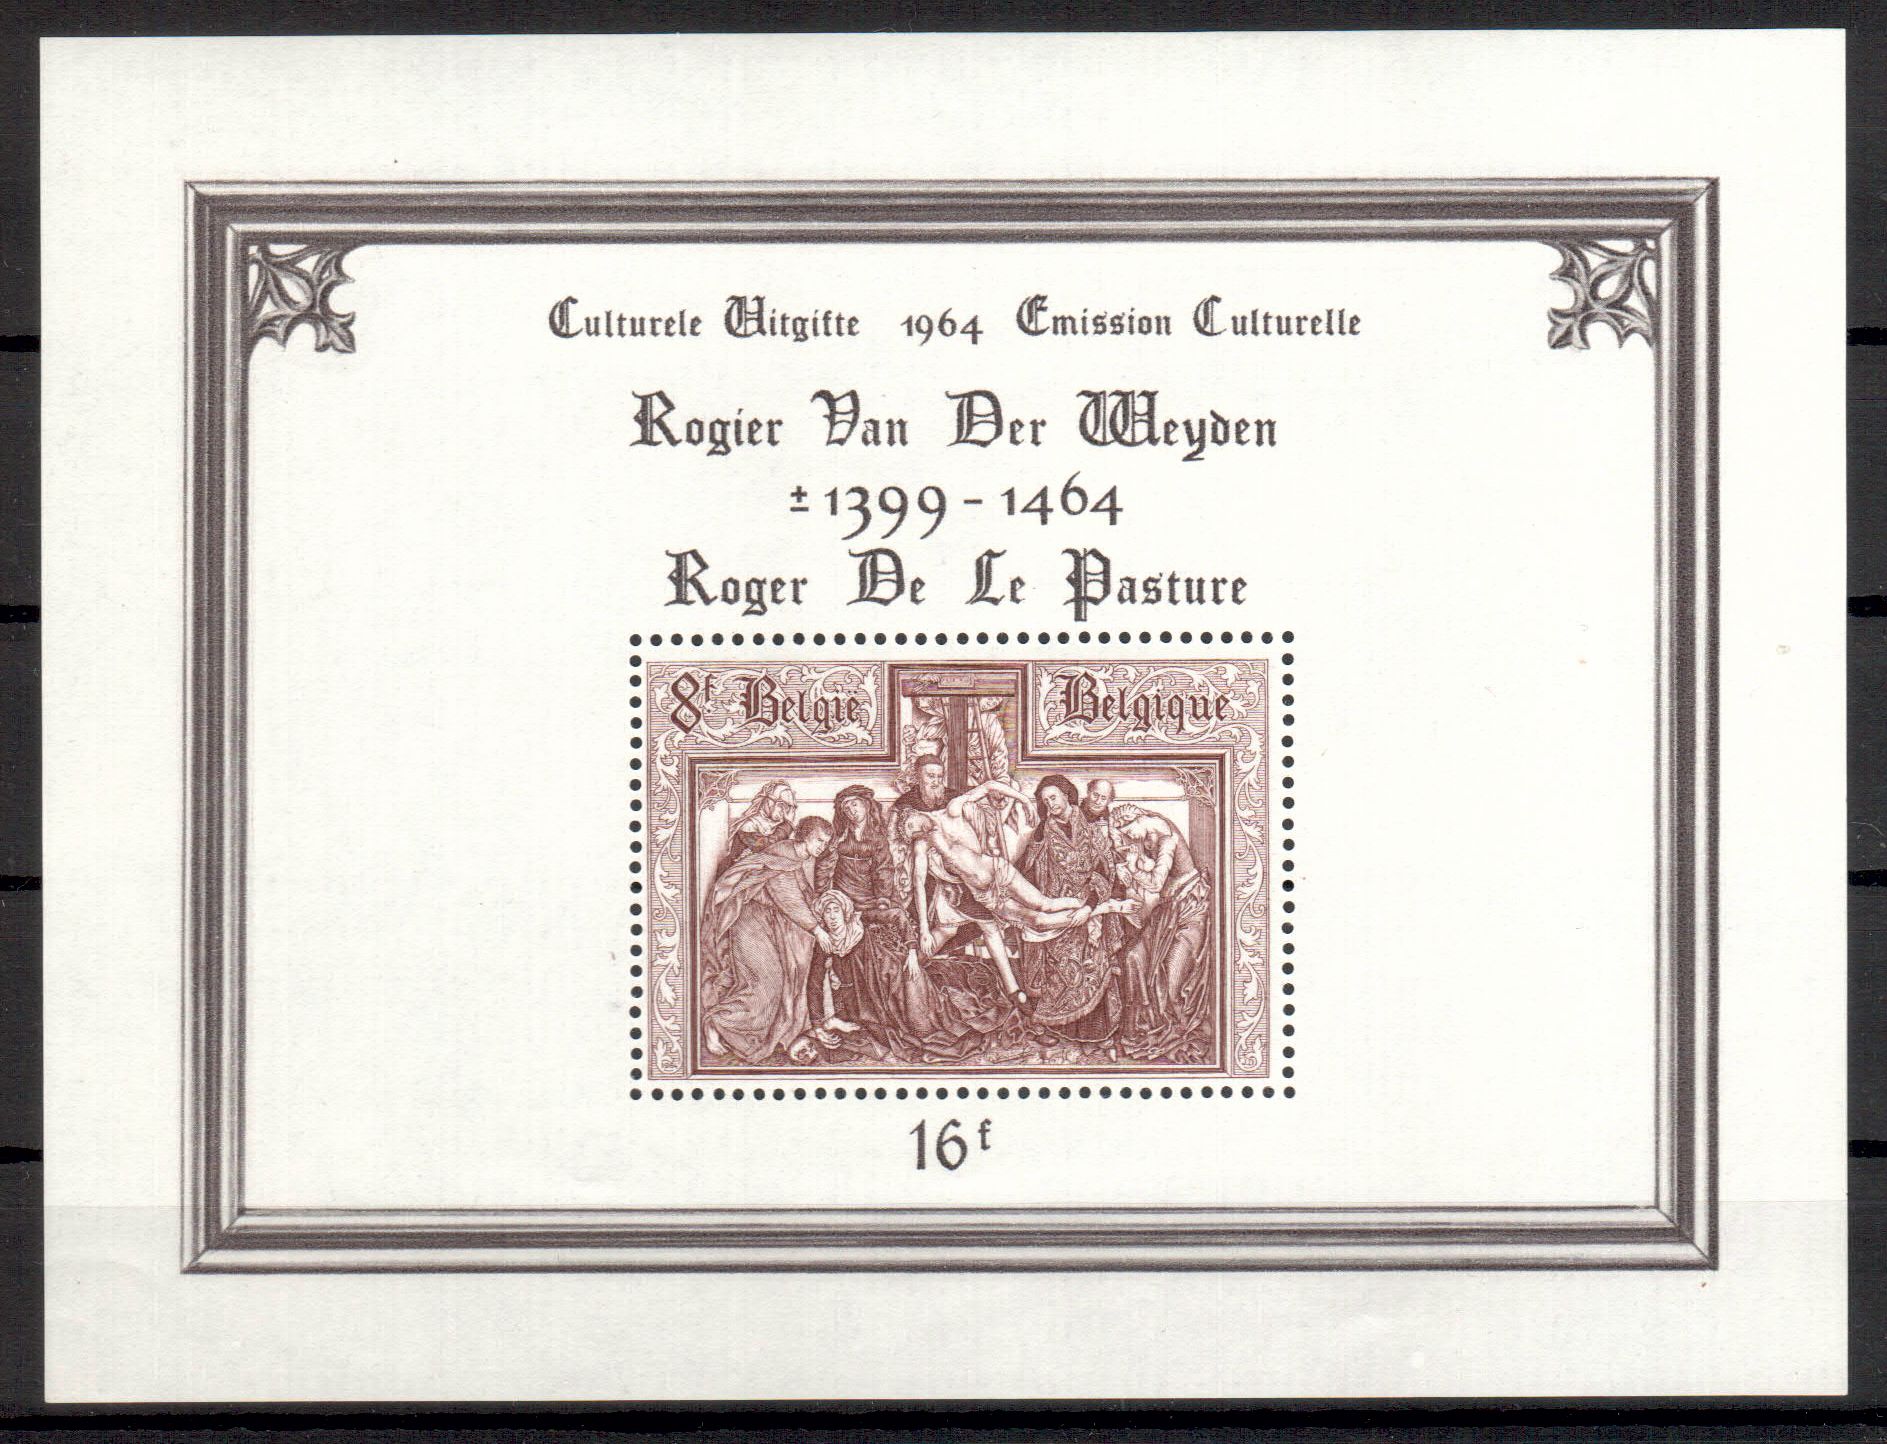 Culturele Uitgifte 1964 Emission Culturelle
Rogier Van Der Weyden
± 1399 - 1464
Roger De Le Pasture
8f België Belgique
16f